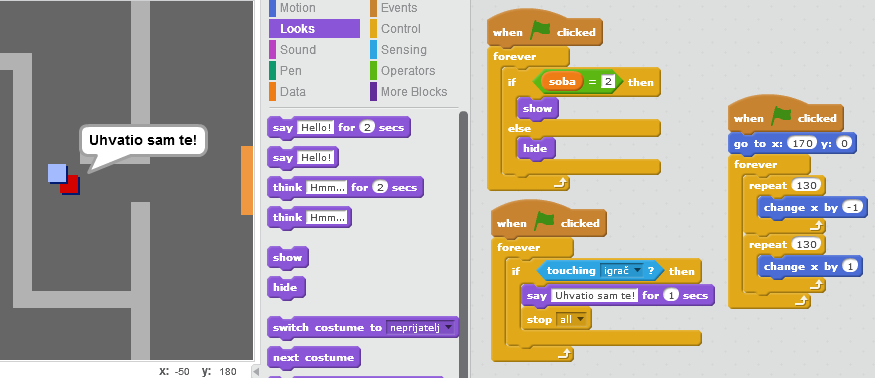 Uhvatio sam te!
x: -50 y: 180
Motion
Looks
Sound
Pen
Data
Events
Control
Sensing
Operators
More Blocks
say Hello! for 2 secs
say Hello!
think Hmm... for 2 secs
think Hmm...
show
hide
switch costume to neprijatelj
next costume
when clicked
forever
if soba = 2 then
show
else
hide
when clicked
forever
if touching igrač ? then
say Uhvatio sam te! for 1 secs
stop all
when clicked
go to x: 170 y: 0
forever
repeat 130
change x by -1
repeat 130
change x by 1